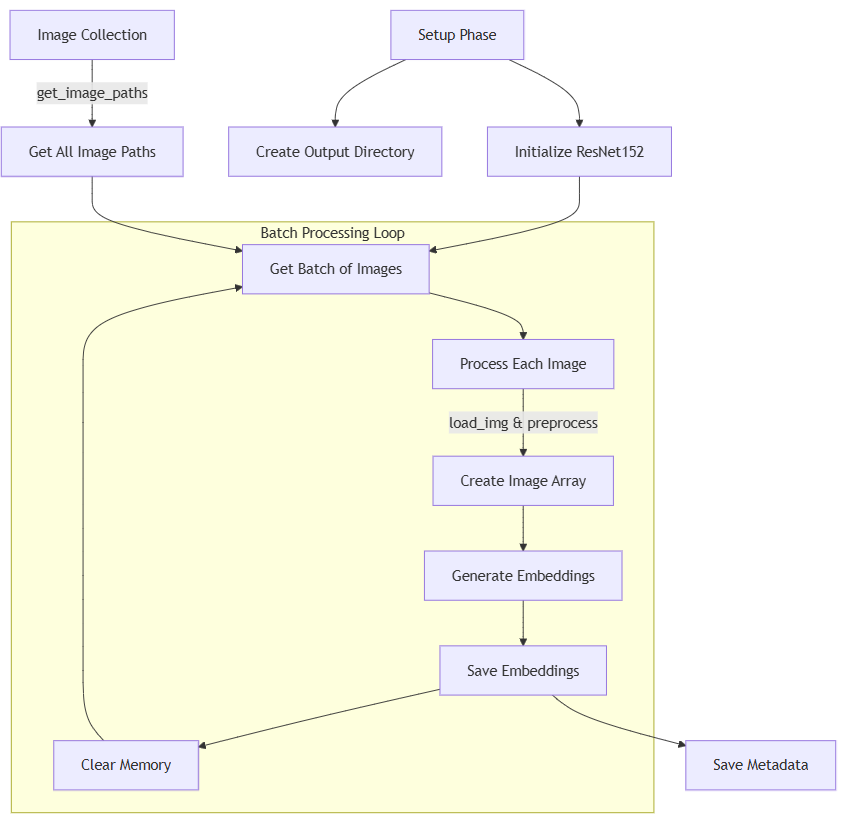 Image Collection
Setup Phase
get_image_paths
Get All Image Paths
Create Output Directory
Initialize ResNet152
Batch Processing Loop
Get Batch of Images
Process Each Image
load_img & preprocess
Create Image Array
Generate Embeddings
Save Embeddings
Clear Memory
Save Metadata